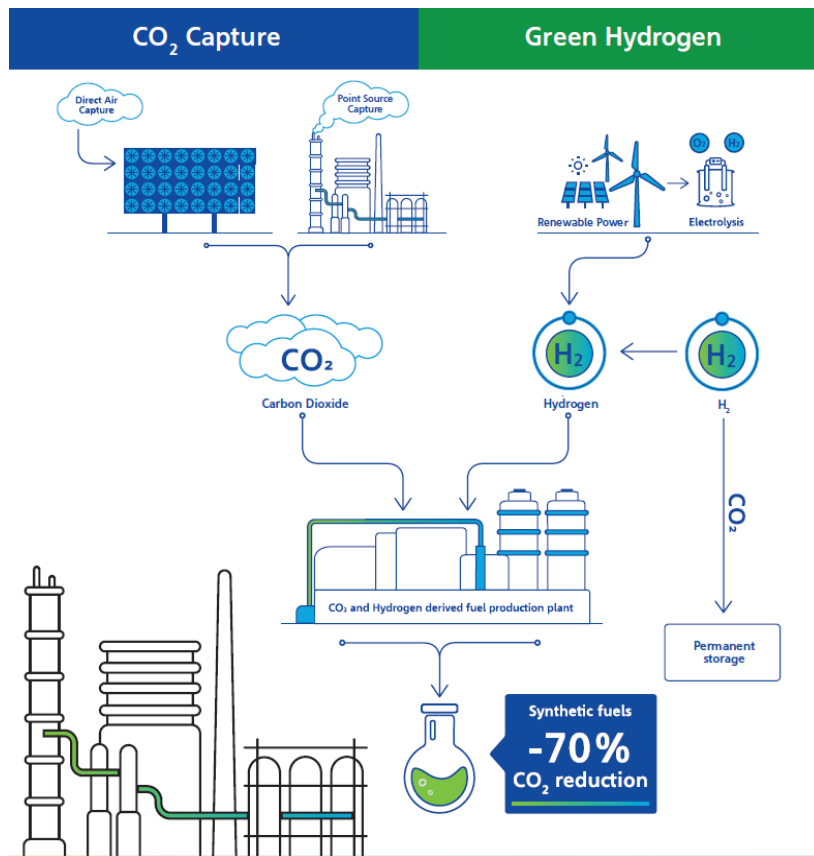 CO₂ Capture
Green Hydrogen
Direct Air
Capture
Point Source
Capture
O₂
H₂
Renewable Power
Electrolysis
CO₂
H₂
H₂
Carbon Dioxide
Hydrogen
H₂
CO₂
CO₂ and Hydrogen derived fuel production plant
Permanent
storage
Synthetic fuels
-70%
CO₂ reduction